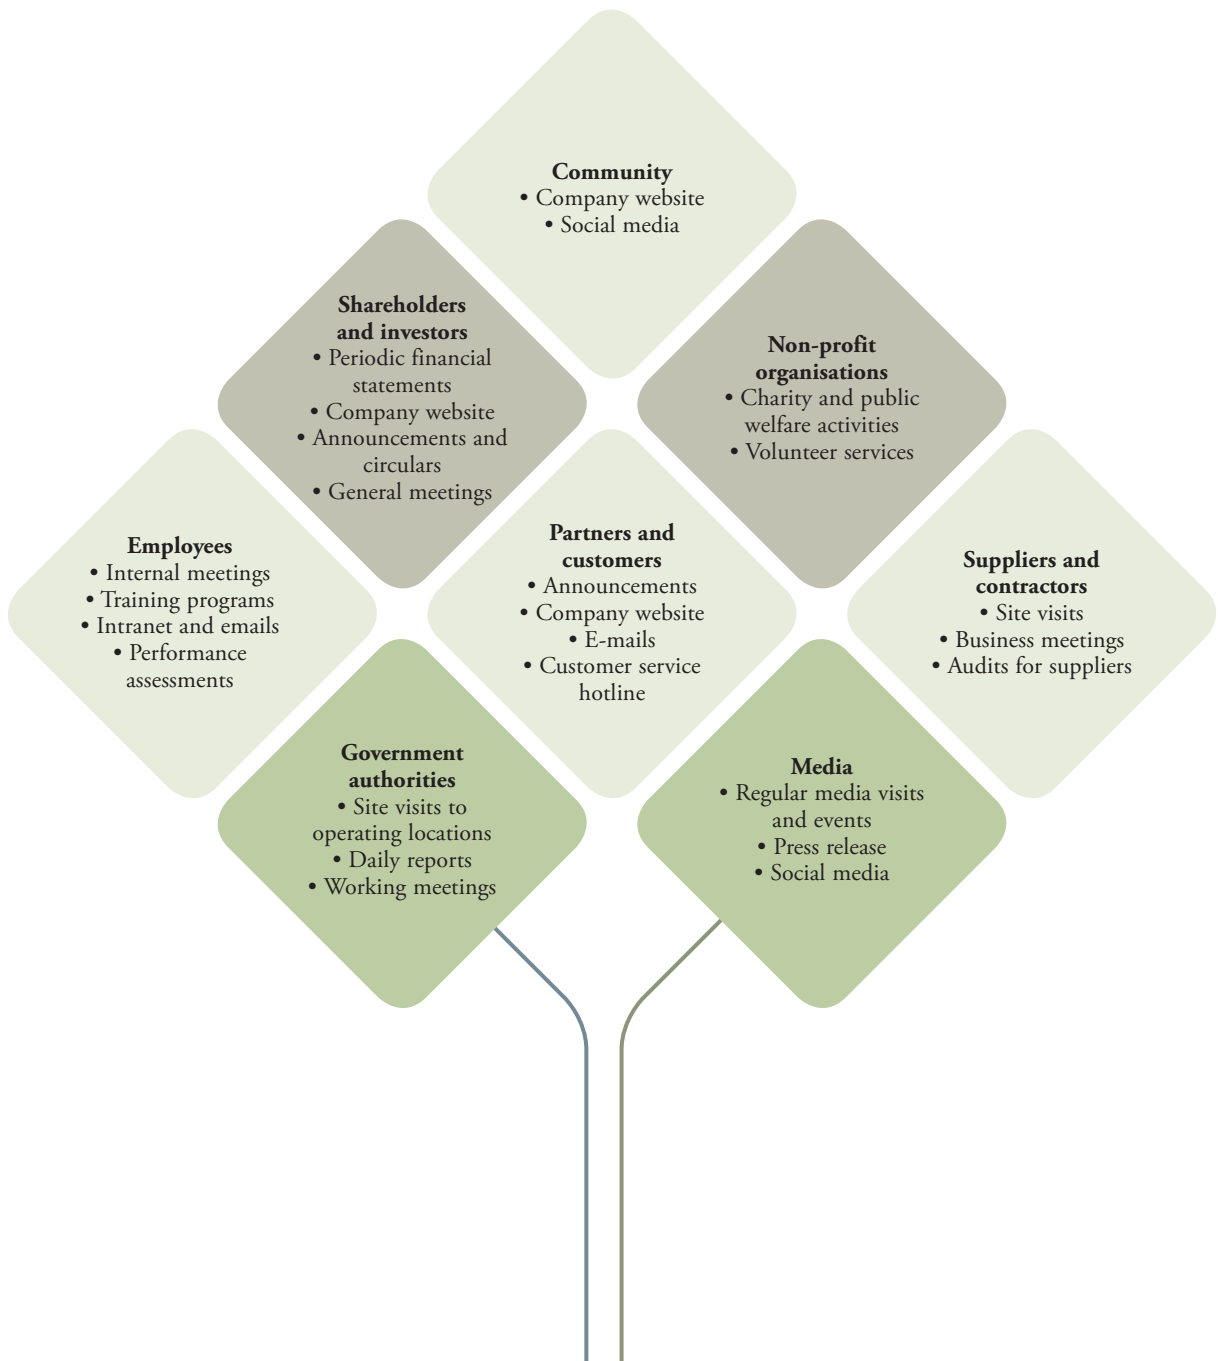 Community
• Company website
• Social media
Shareholders
and investors
• Periodic financial
statements
• Company website
• Announcements and
circulars
• General meetings
Non-profit
organisations
• Charity and public
welfare activities
• Volunteer services
Employees
• Internal meetings
• Training programs
• Intranet and emails
• Performance
assessments
Partners and
customers
• Announcements
• Company website
• E-mails
• Customer service
hotline
Suppliers and
contractors
• Site visits
• Business meetings
• Audits for suppliers
Government
authorities
• Site visits to
operating locations
• Daily reports
• Working meetings
Media
• Regular media visits
and events
• Press release
• Social media